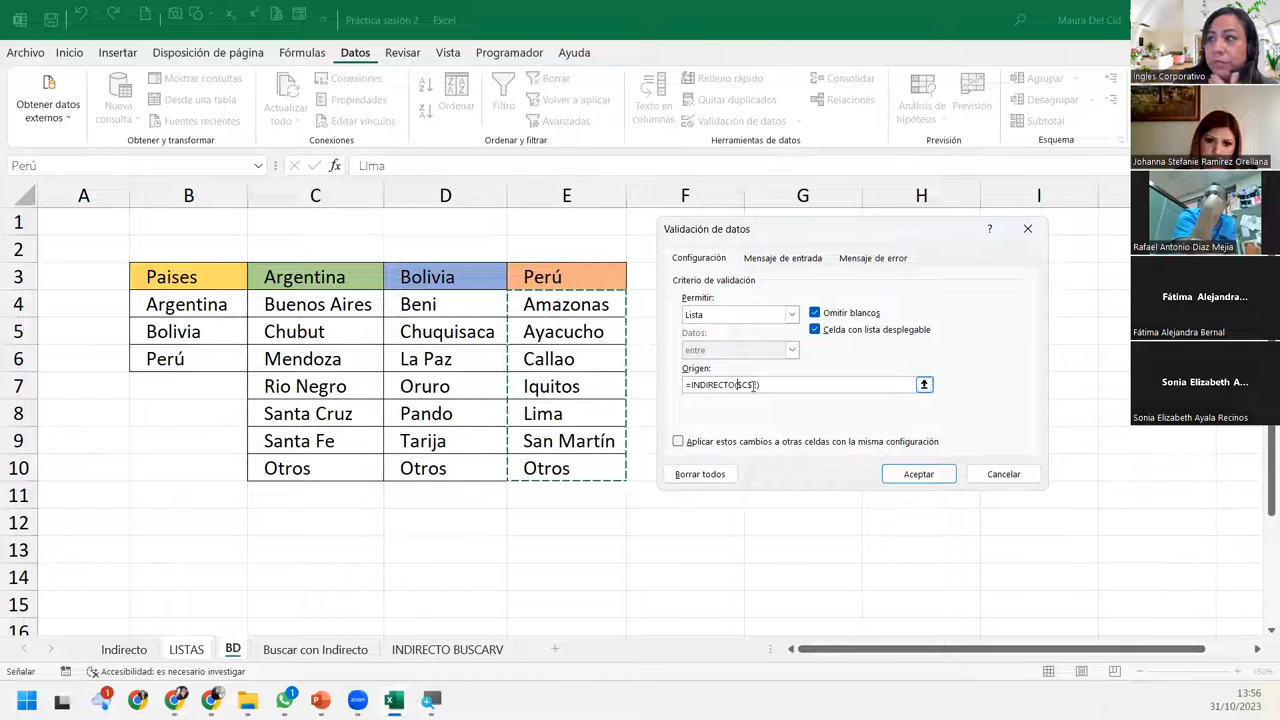 Práctica sesión 2 - Excel
Maura Del Cid
Archivo Inicio Insertar Disposición de página Fórmulas Datos Revisar Vista Programador Ayuda
Obtener datos externos
Nueva consulta
Mostrar consultas
Desde una tabla
Fuentes recientes
Obtener y transformar
Actualizar todo
Conexiones
Propiedades
Editar vínculos
Conexiones
Ordenar
Filtro
Borrar
Volver a aplicar
Avanzadas
Ordenar y filtrar
Texto en columnas
Relleno rápido
Quitar duplicados
Validación de datos
Consolidar
Relaciones
Herramientas de datos
Análisis de hipótesis
Previsión
Previsión
Agrupar
Desagrupar
Subtotal
Esquema
Perú
fx
Lima
A B C D E F G H I
1
2
3 Paises Argentina Bolivia Perú
4 Argentina Buenos Aires Beni Amazonas
5 Bolivia Chubut Chuquisaca Ayacucho
6 Perú Mendoza La Paz Callao
7 Rio Negro Oruro Iquitos
8 Santa Cruz Pando Lima
9 Santa Fe Tarija San Martín
10 Otros Otros Otros
11
12
13
14
15
16
Validación de datos
?
Configuración Mensaje de entrada Mensaje de error
Criterio de validación
Permitir:
Lista
Omitir blancos
Celda con lista desplegable
Datos:
entre
Origen:
Aplicar estos cambios a otras celdas con la misma configuración
Borrar todos Aceptar Cancelar
Ingles Corporativo
Johanna Stefanie Ramírez Orellana
Rafael Antonio Diaz Mejia
Fátima Alejandra...
Fátima Alejandra Bernal
Sonia Elizabeth A...
Sonia Elizabeth Ayala Recinos
Indirecto LISTAS BD Buscar con Indirecto INDIRECTO BUSCARV
Señalar
Accesibilidad: es necesario investigar
160%
1
1
zoom
13:56
31/10/2023